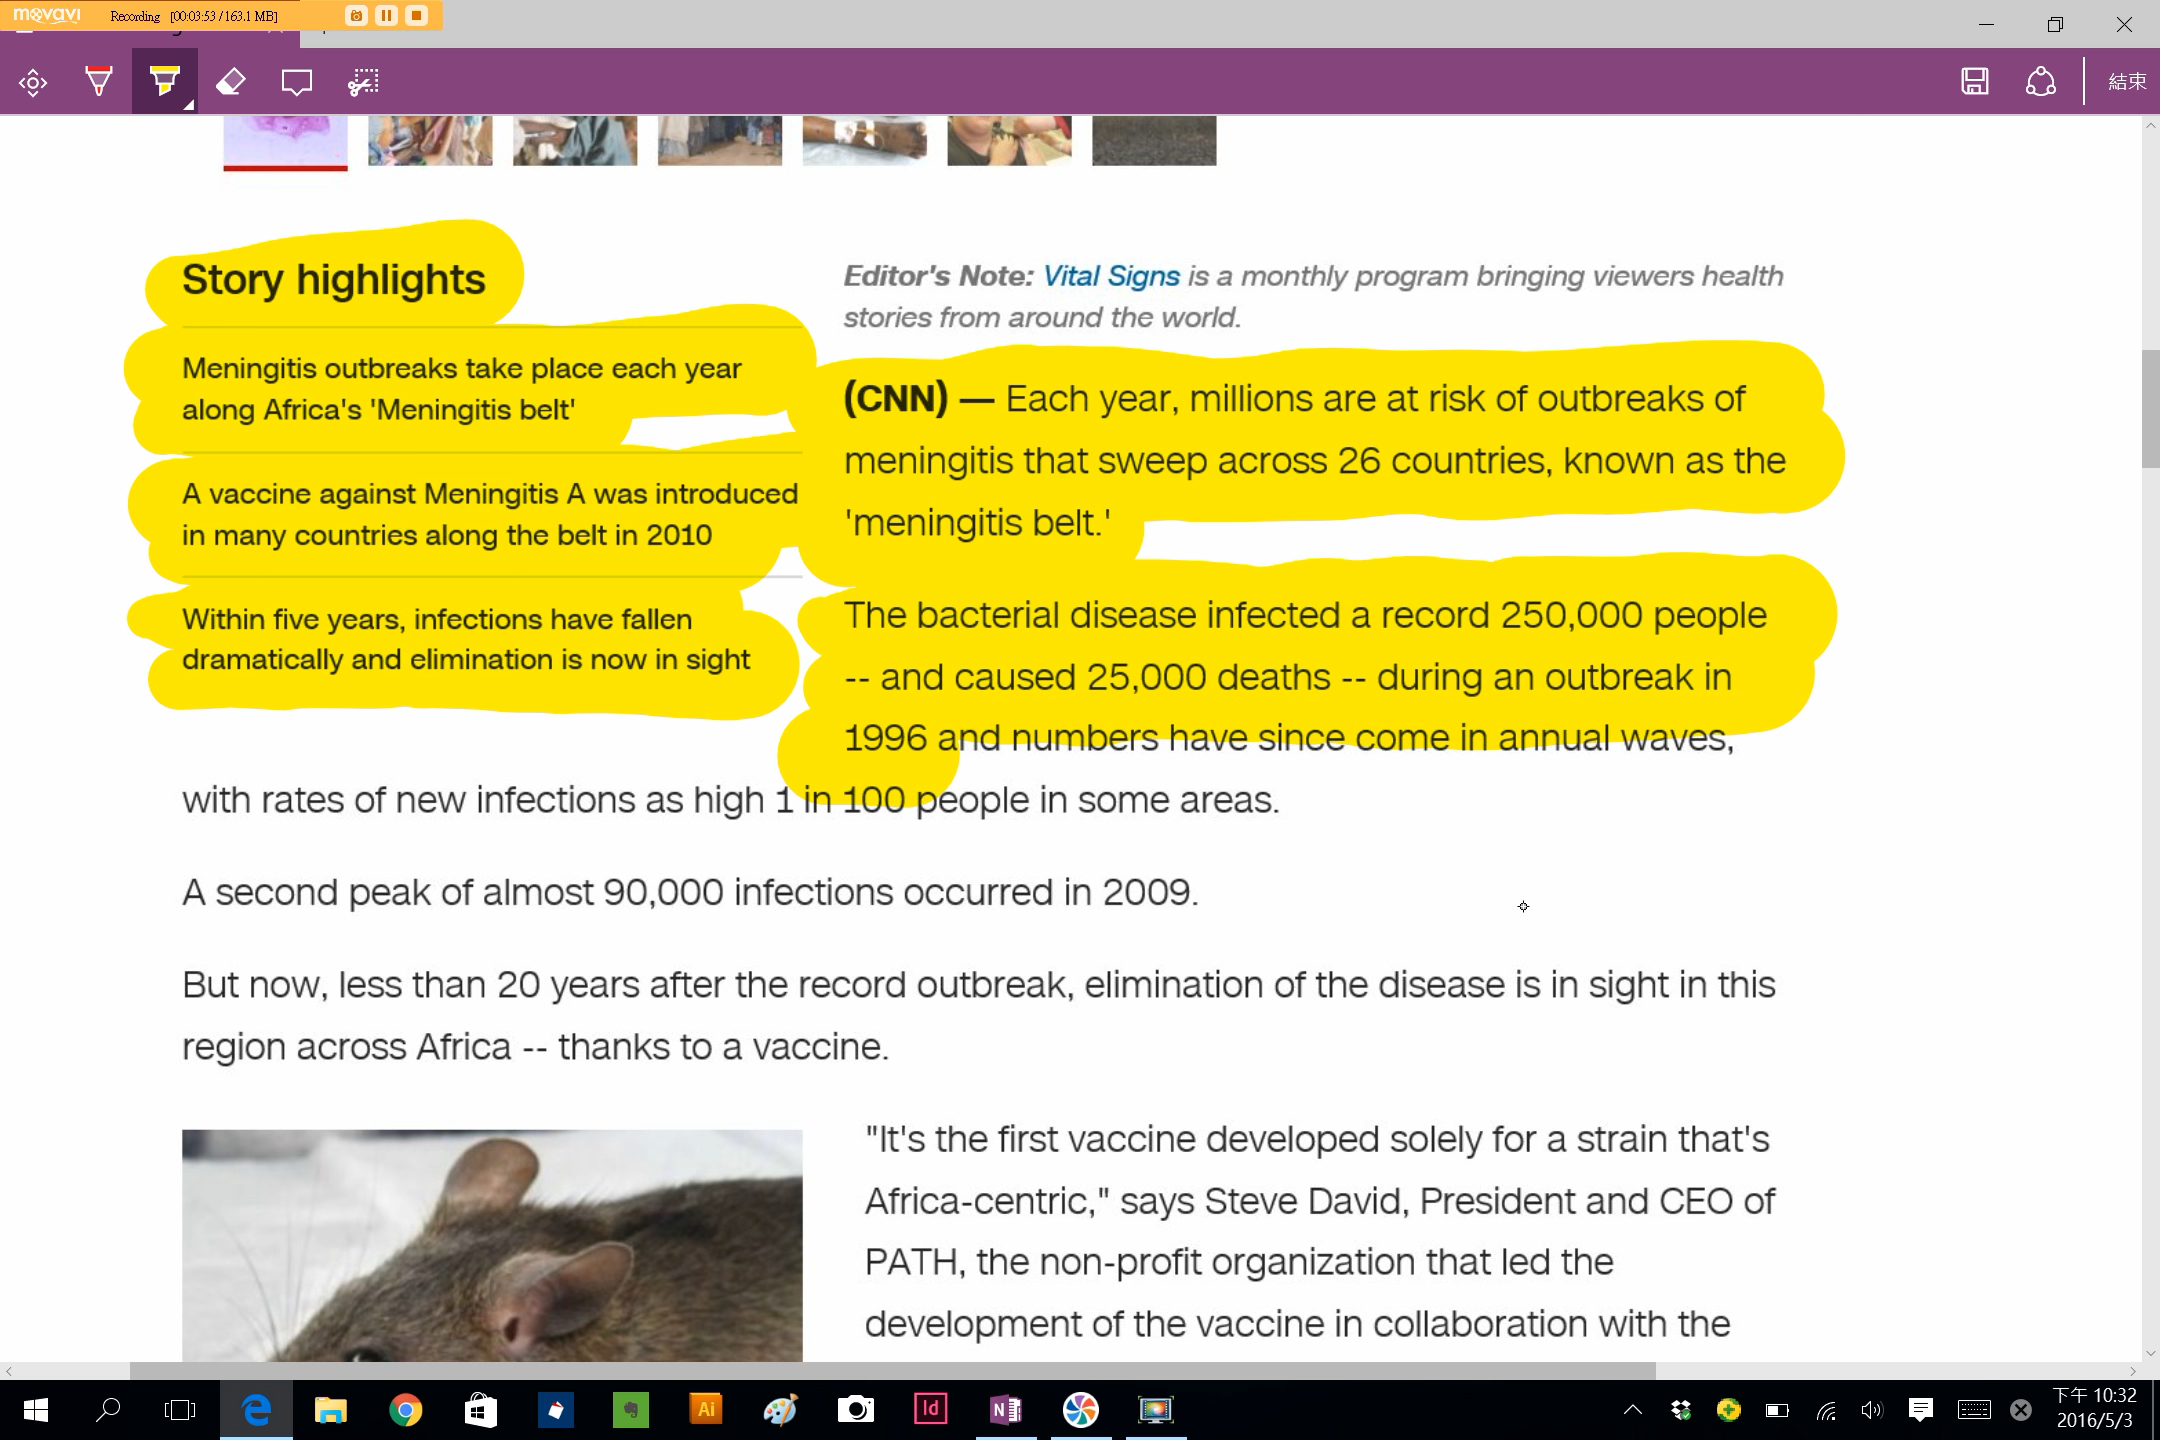 movavi
Recording [00:03:53 / 163.1 MB]
結束
Story highlights
Meningitis outbreaks take place each year
along Africa's 'Meningitis belt'
A vaccine against Meningitis A was introduced
in many countries along the belt in 2010
Within five years, infections have fallen
dramatically and elimination is now in sight
Editor's Note: Vital Signs is a monthly program bringing viewers health
stories from around the world.
(CNN) — Each year, millions are at risk of outbreaks of
meningitis that sweep across 26 countries, known as the
'meningitis belt.'
The bacterial disease infected a record 250,000 people
-- and caused 25,000 deaths -- during an outbreak in
1996 and numbers have since come in annual waves,
with rates of new infections as high 1 in 100 people in some areas.
A second peak of almost 90,000 infections occurred in 2009.
But now, less than 20 years after the record outbreak, elimination of the disease is in sight in this
region across Africa -- thanks to a vaccine.
"It's the first vaccine developed solely for a strain that's
Africa-centric," says Steve David, President and CEO of
PATH, the non-profit organization that led the
development of the vaccine in collaboration with the
Ai
Id
N
下午 10:32
2016/5/3